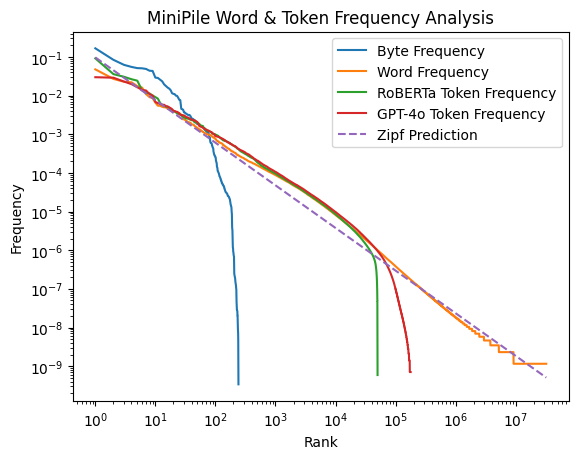 MiniPile Word & Token Frequency Analysis
Byte Frequency
Word Frequency
RoBERTa Token Frequency
GPT-4o Token Frequency
Zipf Prediction
Frequency
10⁻¹
10⁻²
10⁻³
10⁻⁴
10⁻⁵
10⁻⁶
10⁻⁷
10⁻⁸
10⁻⁹
10⁰ 10¹ 10² 10³ 10⁴ 10⁵ 10⁶ 10⁷
Rank